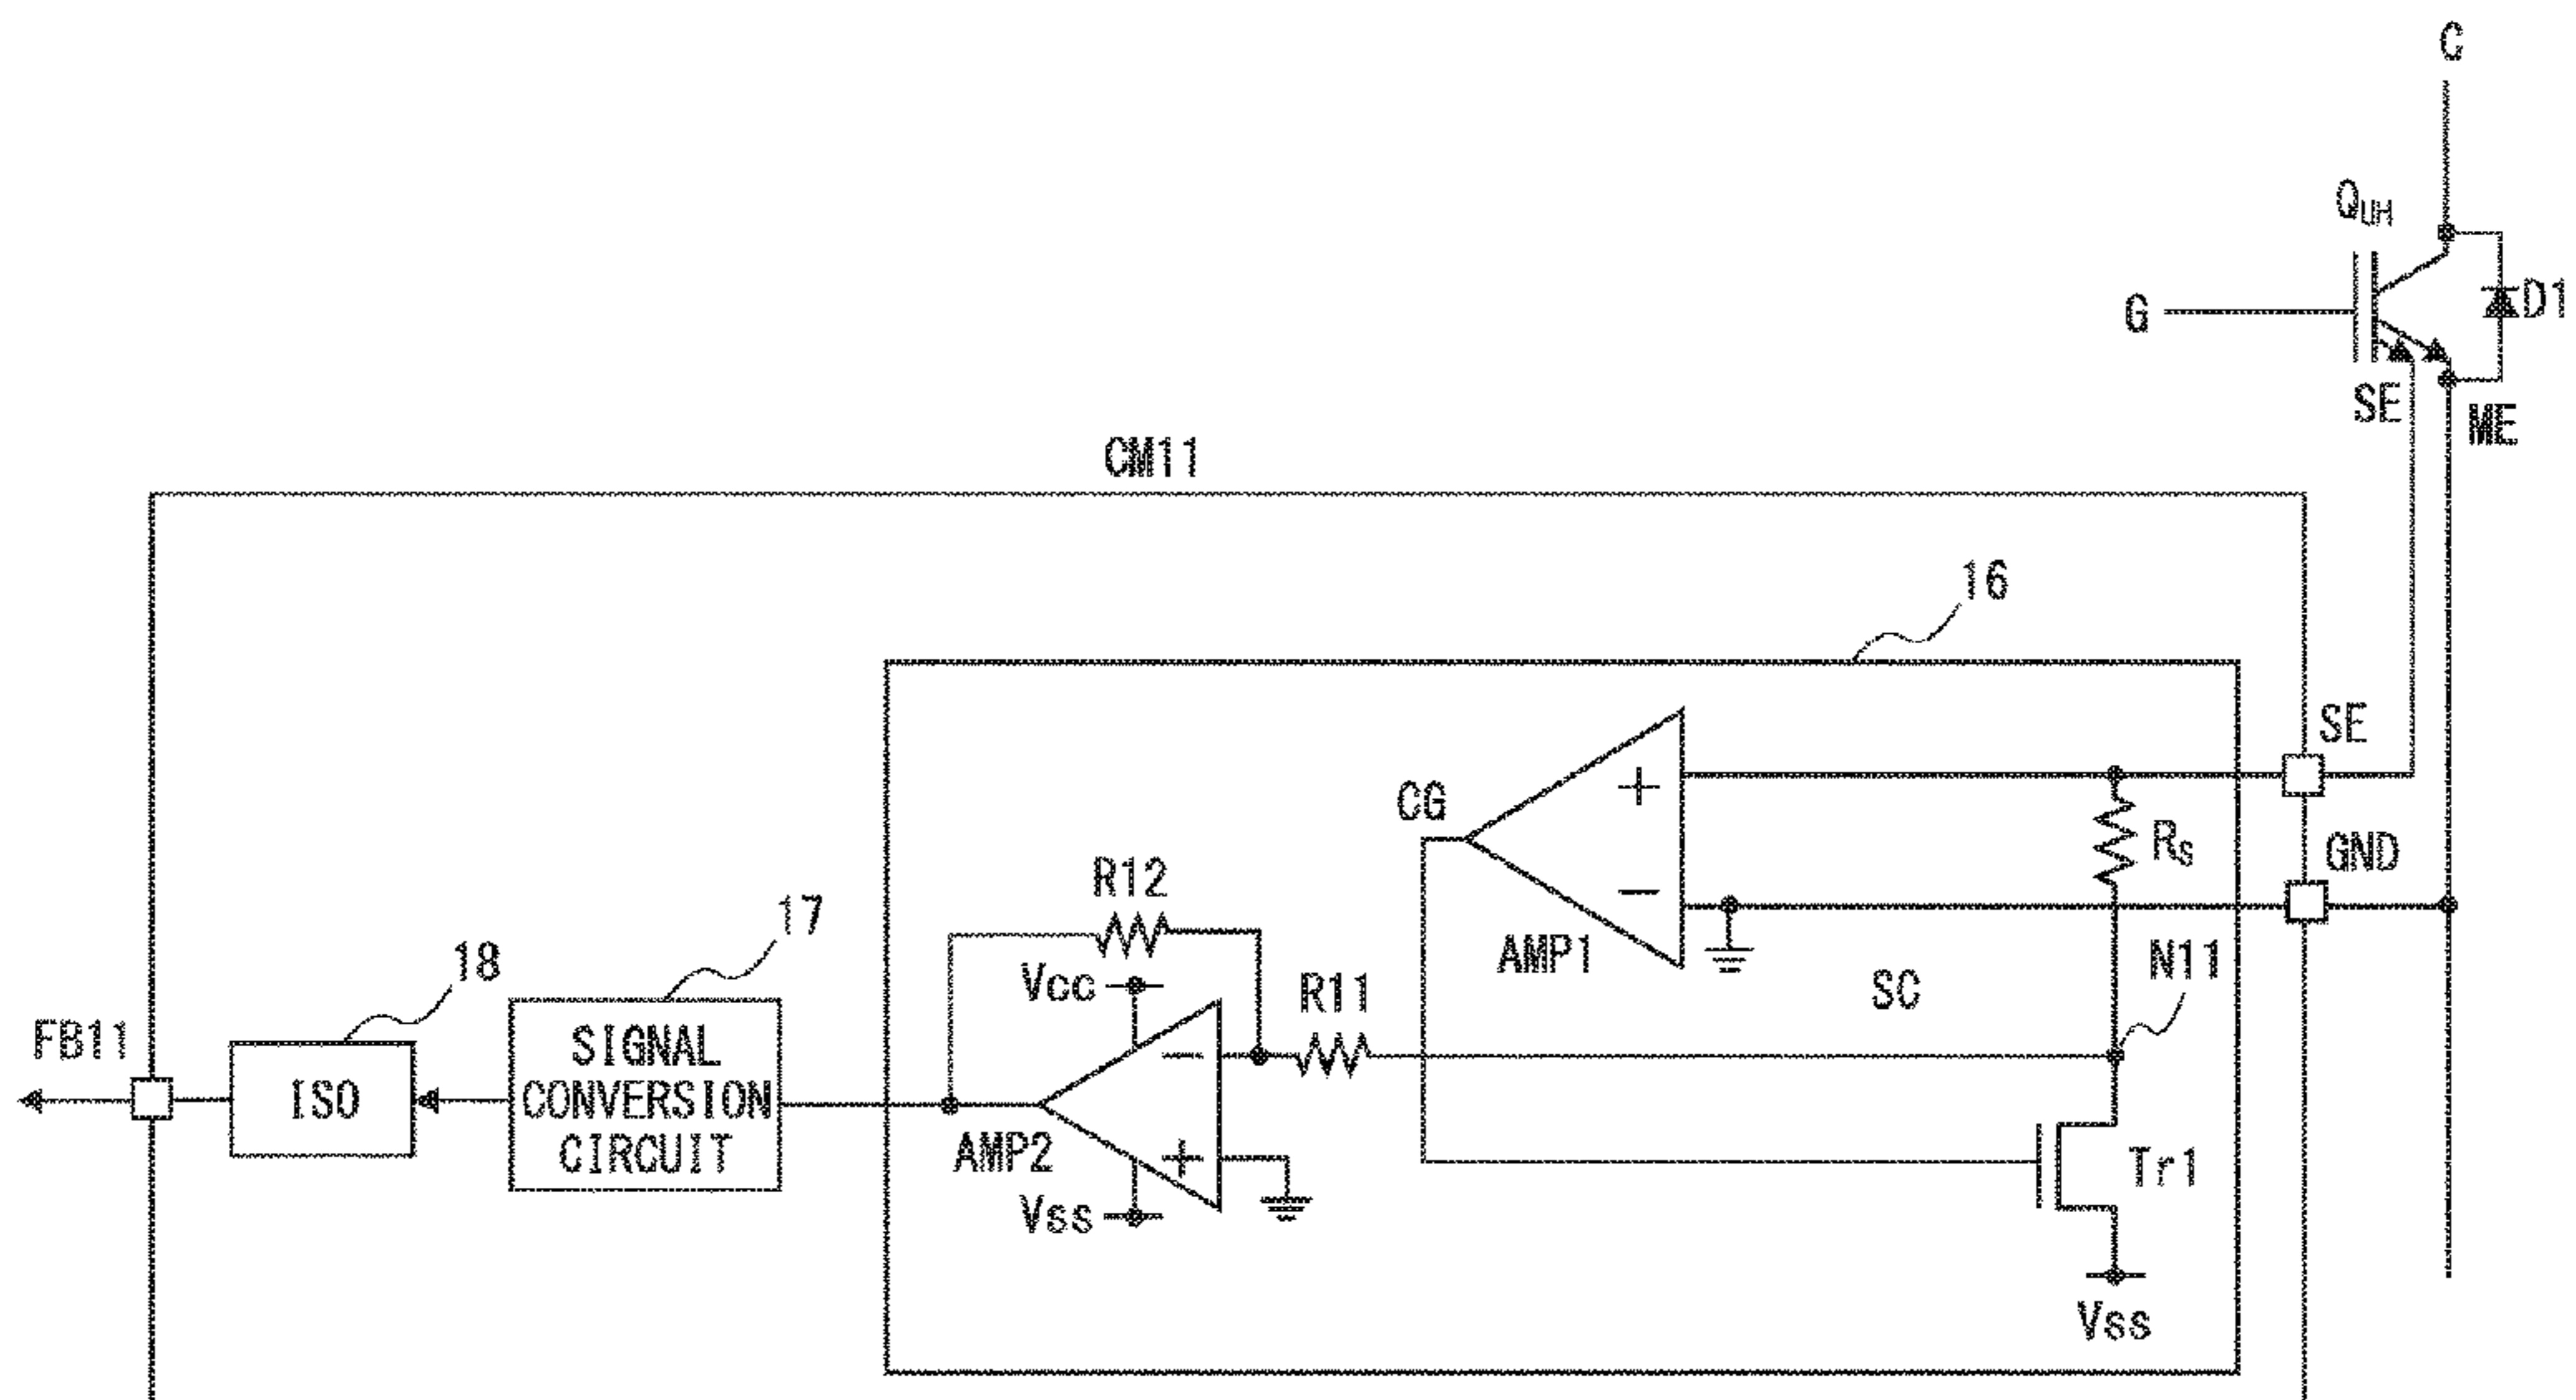 C
Q_UH
G
D1
SE
ME
CM11
16
SE
CG
+
Rs
GND
R12
17
−
AMP1
N11
18
Vcc
R11
SC
FB11
SIGNAL
CONVERSION
CIRCUIT
ISO
−
AMP2
+
Tr1
Vss
Vss